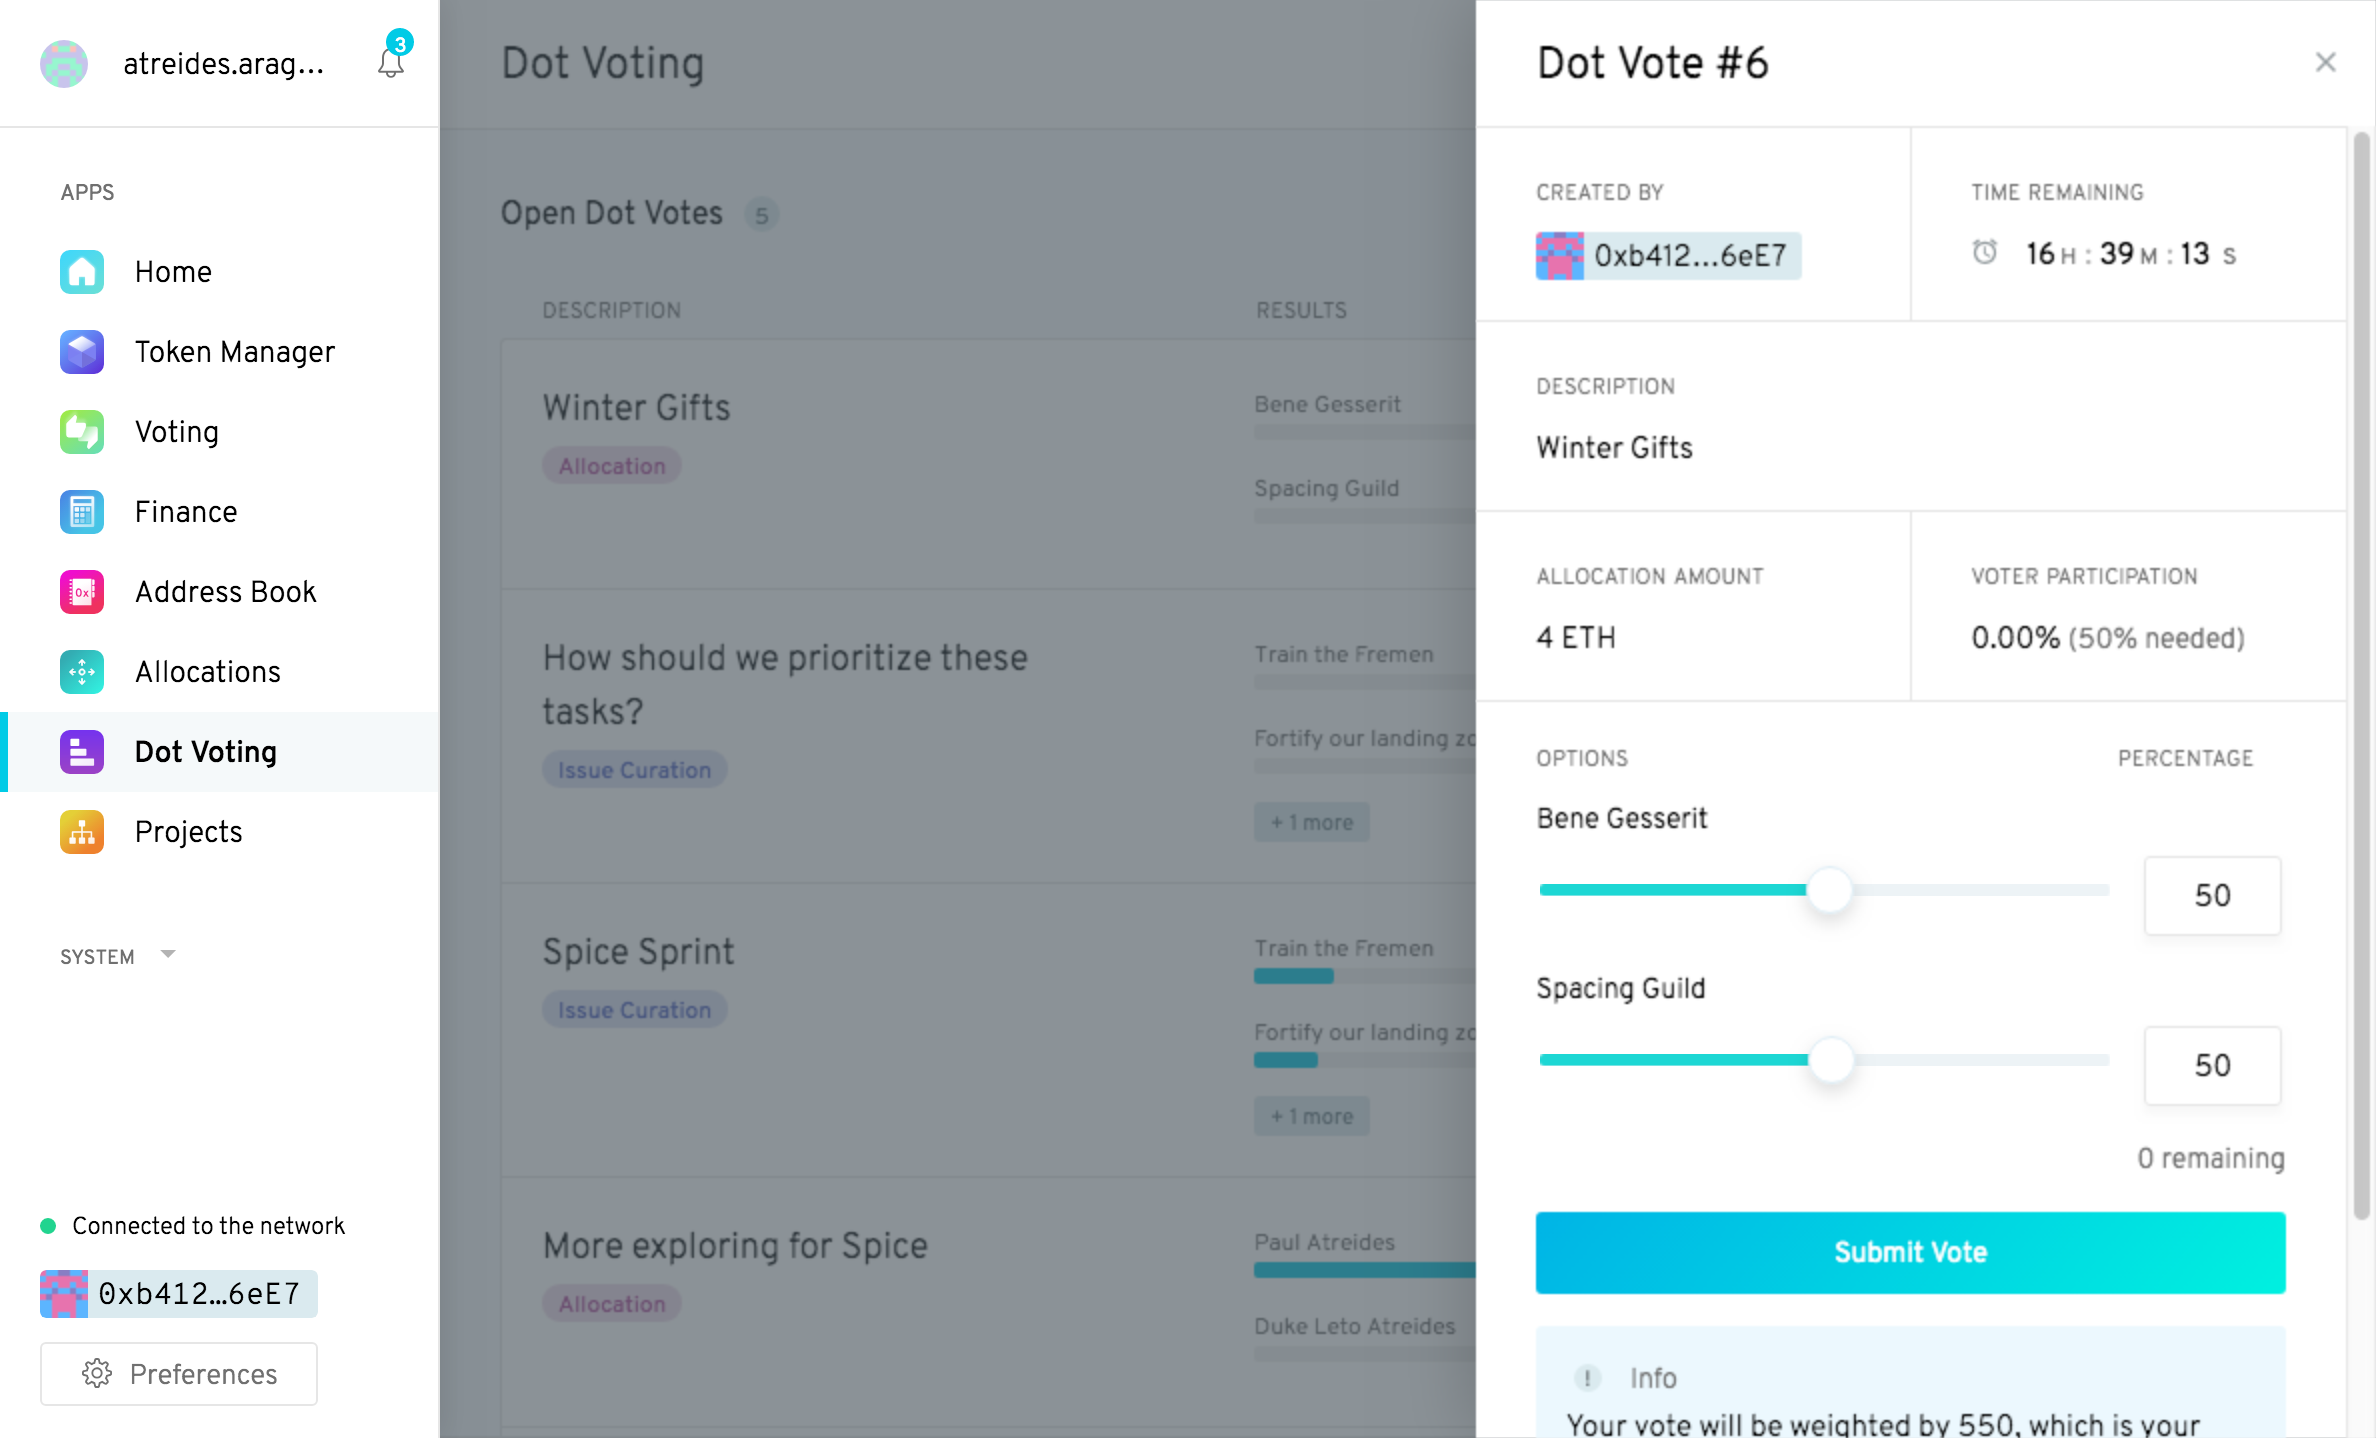 atreides.arag...
3
APPS
Home
Token Manager
Voting
Finance
0x
Address Book
Allocations
Dot Voting
Projects
SYSTEM
Connected to the network
0xb412…6eE7
Preferences
Dot Voting
Open Dot Votes 5
DESCRIPTION
RESULTS
Winter Gifts
Allocation
Bene Gesserit
Spacing Guild
How should we prioritize these
tasks?
Issue Curation
Train the Fremen
Fortify our landing
+ 1 more
Spice Sprint
Issue Curation
Train the Fremen
Fortify our landing
+ 1 more
More exploring for Spice
Allocation
Paul Atreides
Duke Leto Atreides
Dot Vote #6
CREATED BY
0xb412...6eE7
TIME REMAINING
16 H : 39 M : 13 S
DESCRIPTION
Winter Gifts
ALLOCATION AMOUNT
4 ETH
VOTER PARTICIPATION
0.00% (50% needed)
OPTIONS
PERCENTAGE
Bene Gesserit
50
Spacing Guild
50
0 remaining
Submit Vote
! Info
Your vote will be weighted by 550, which is your